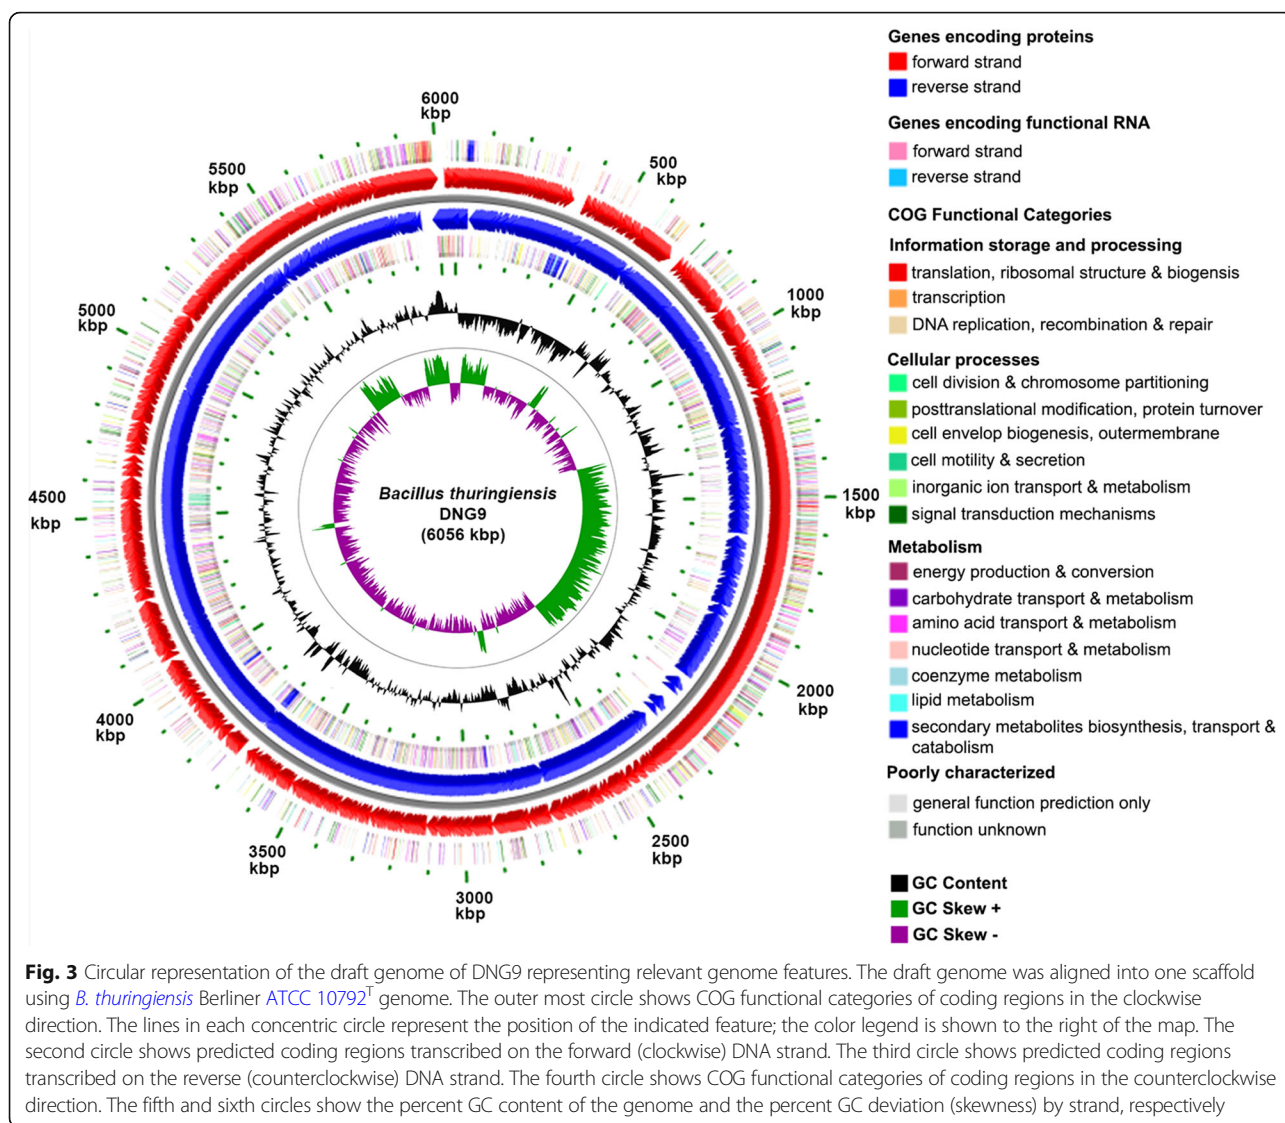 6000
kbp
500
kbp
1000
kbp
1500
kbp
2000
kbp
2500
kbp
3000
kbp
3500
kbp
4000
kbp
4500
kbp
5000
kbp
5500
kbp
Bacillus thuringiensis
DNG9
(6056 kbp)
Genes encoding proteins
forward strand
reverse strand
Genes encoding functional RNA
forward strand
reverse strand
COG Functional Categories
Information storage and processing
translation, ribosomal structure & biogensis
transcription
DNA replication, recombination & repair
Cellular processes
cell division & chromosome partitioning
posttranslational modification, protein turnover
cell envelop biogenesis, outermembrane
cell motility & secretion
inorganic ion transport & metabolism
signal transduction mechanisms
Metabolism
energy production & conversion
carbohydrate transport & metabolism
amino acid transport & metabolism
nucleotide transport & metabolism
coenzyme metabolism
lipid metabolism
secondary metabolites biosynthesis, transport &
catabolism
Poorly characterized
general function prediction only
function unknown
GC Content
GC Skew +
GC Skew -
Fig. 3 Circular representation of the draft genome of DNG9 representing relevant genome features. The draft genome was aligned into one scaffold
using B. thuringiensis Berliner ATCC 10792T genome. The outer most circle shows COG functional categories of coding regions in the clockwise
direction. The lines in each concentric circle represent the position of the indicated feature; the color legend is shown to the right of the map. The
second circle shows predicted coding regions transcribed on the forward (clockwise) DNA strand. The third circle shows predicted coding regions
transcribed on the reverse (counterclockwise) DNA strand. The fourth circle shows COG functional categories of coding regions in the counterclockwise
direction. The fifth and sixth circles show the percent GC content of the genome and the percent GC deviation (skewness) by strand, respectively